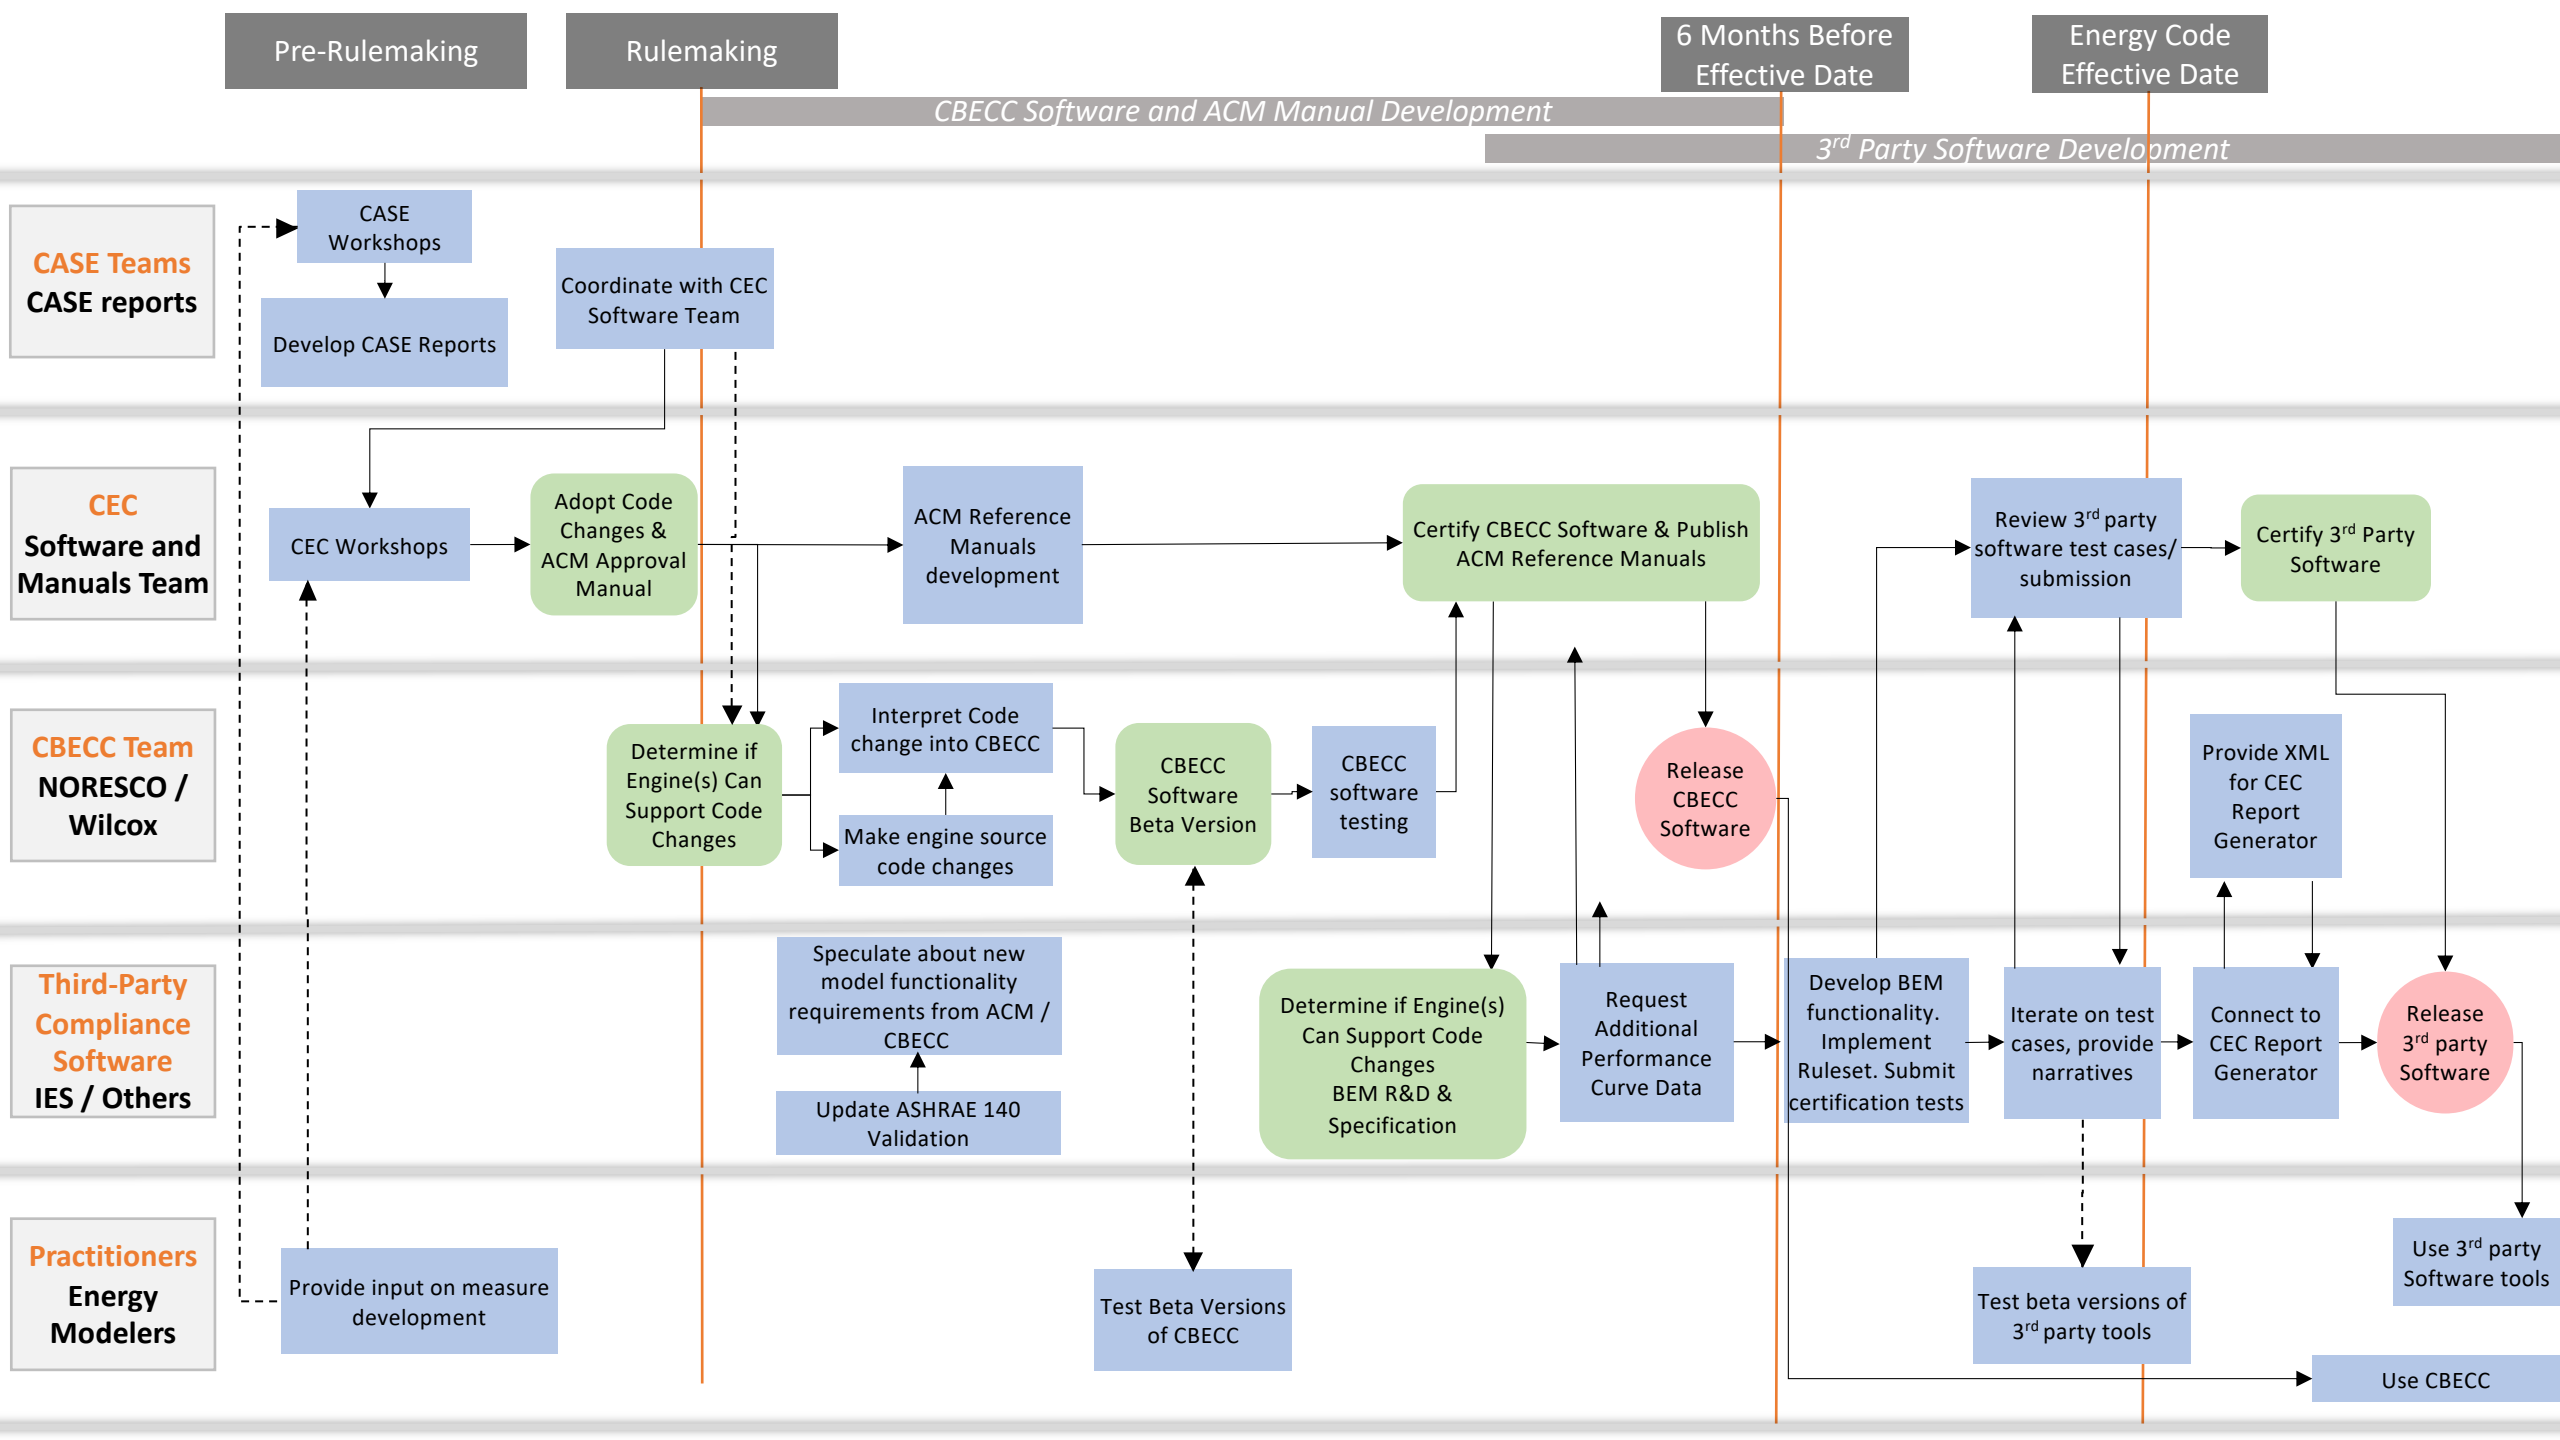 Pre-Rulemaking
Rulemaking
6 Months Before
Effective Date
Energy Code
Effective Date
CBECC Software and ACM Manual Development
3rd Party Software Development
CASE Teams
CASE reports
CASE
Workshops
Develop CASE Reports
Coordinate with CEC
Software Team
CEC
Software and
Manuals Team
CEC Workshops
Adopt Code
Changes &
ACM Approval
Manual
ACM Reference
Manuals
development
Certify CBECC Software & Publish
ACM Reference Manuals
Review 3rd party
software test cases/
submission
Certify 3rd Party
Software
CBECC Team
NORESCO /
Wilcox
Determine if
Engine(s) Can
Support Code
Changes
Interpret Code
change into CBECC
Make engine source
code changes
CBECC
Software
Beta Version
CBECC
software
testing
Release
CBECC
Software
Provide XML
for CEC
Report
Generator
Third-Party
Compliance
Software
IES / Others
Speculate about new
model functionality
requirements from ACM /
CBECC
Update ASHRAE 140
Validation
Determine if Engine(s)
Can Support Code
Changes
BEM R&D &
Specification
Request
Additional
Performance
Curve Data
Develop BEM
functionality.
Implement
Ruleset. Submit
certification tests
Iterate on test
cases, provide
narratives
Connect to
CEC Report
Generator
Release
3rd party
Software
Practitioners
Energy
Modelers
Provide input on measure
development
Test Beta Versions
of CBECC
Test beta versions of
3rd party tools
Use 3rd party
Software tools
Use CBECC